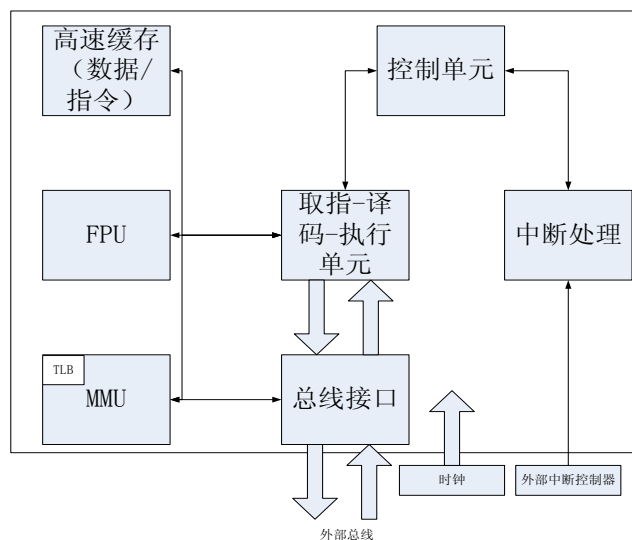 高速缓存
（数据/
指令）
控制单元
FPU
取指-译
码-执行
单元
中断处理
TLB
MMU
总线接口
时钟
外部中断控制器
外部总线